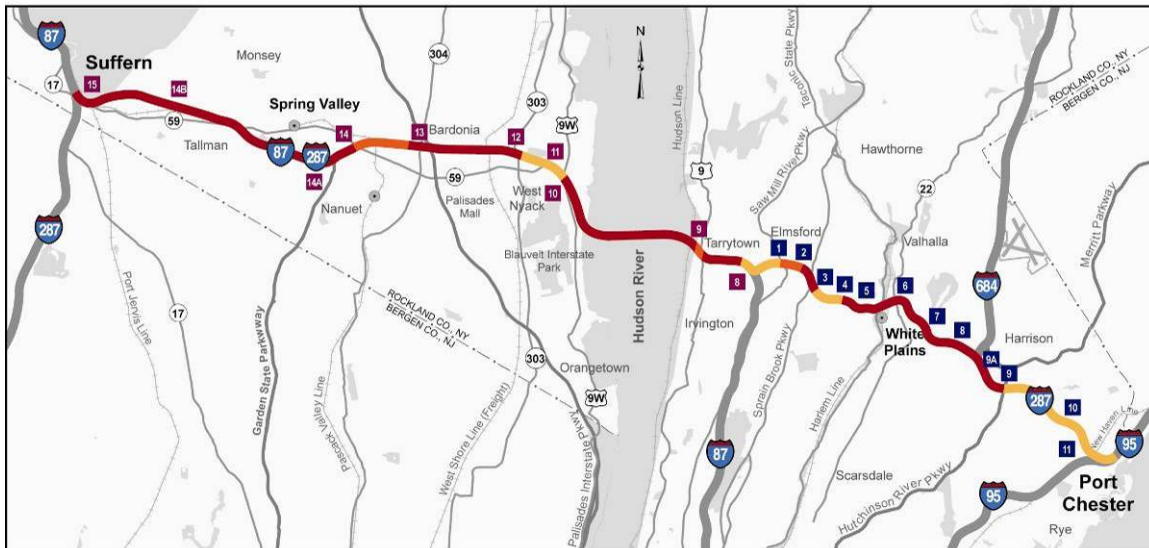 87
Suffern
Monsey
304
N
Taconic State Pkwy
ROCKLAND CO., NY
BERGEN CO., NJ
17
15
14B
Spring Valley
303
9W
Hudson Line
59
Tallman
14
13
Bardonia
12
11
9
Saw Mill River Pkwy
Hawthorne
22
Merritt Parkway
87
287
14A
59
Palisades
Mall
West
Nyack
10
Nanuet
287
Blauvelt Interstate
Park
Hudson River
9
Tarrytown
8
Elmsford
1
2
3
4
5
6
Valhalla
684
7
8
White
Plains
Harrison
9A
9
Port Jervis Line
17
ROCKLAND CO., NY
BERGEN CO., NJ
Garden State Parkway
Pascack Valley Line
West Shore Line (Freight)
303
Orangetown
9W
Palisades Interstate Pkwy
Irvington
87
Sprain Brook Pkwy
Harlem Line
Scarsdale
Hutchinson River Pkwy
287
10
New Haven Line
11
95
Port
Chester
95
Rye